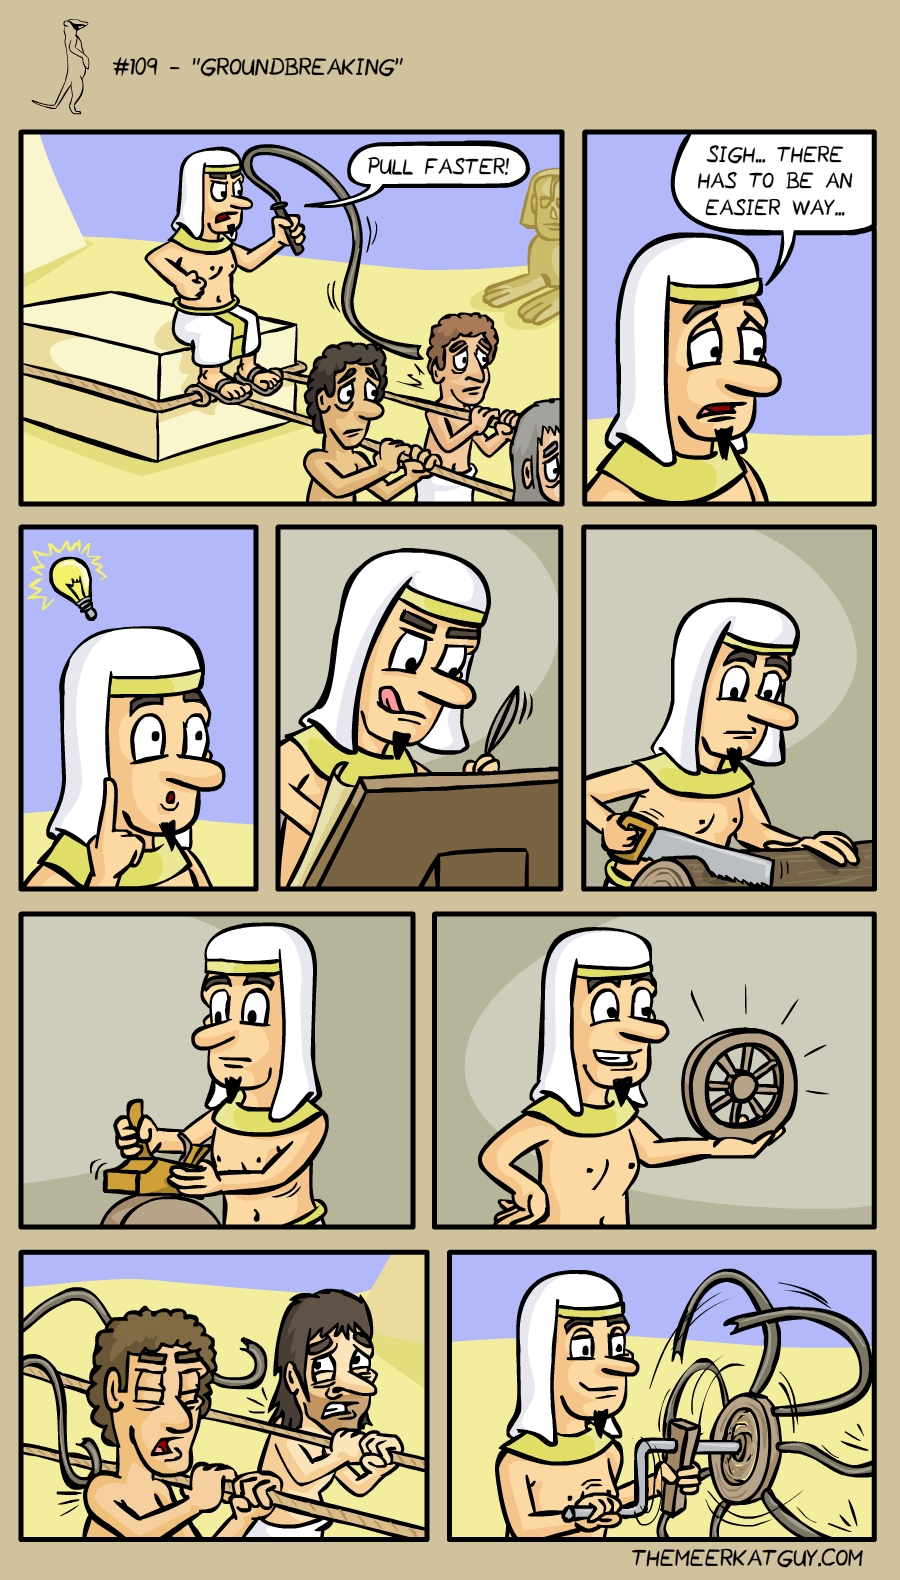 #109 - "GROUNDBREAKING"
PULL FASTER!
SIGH... THERE
HAS TO BE AN
EASIER WAY...
THEMEERKATGUY.COM